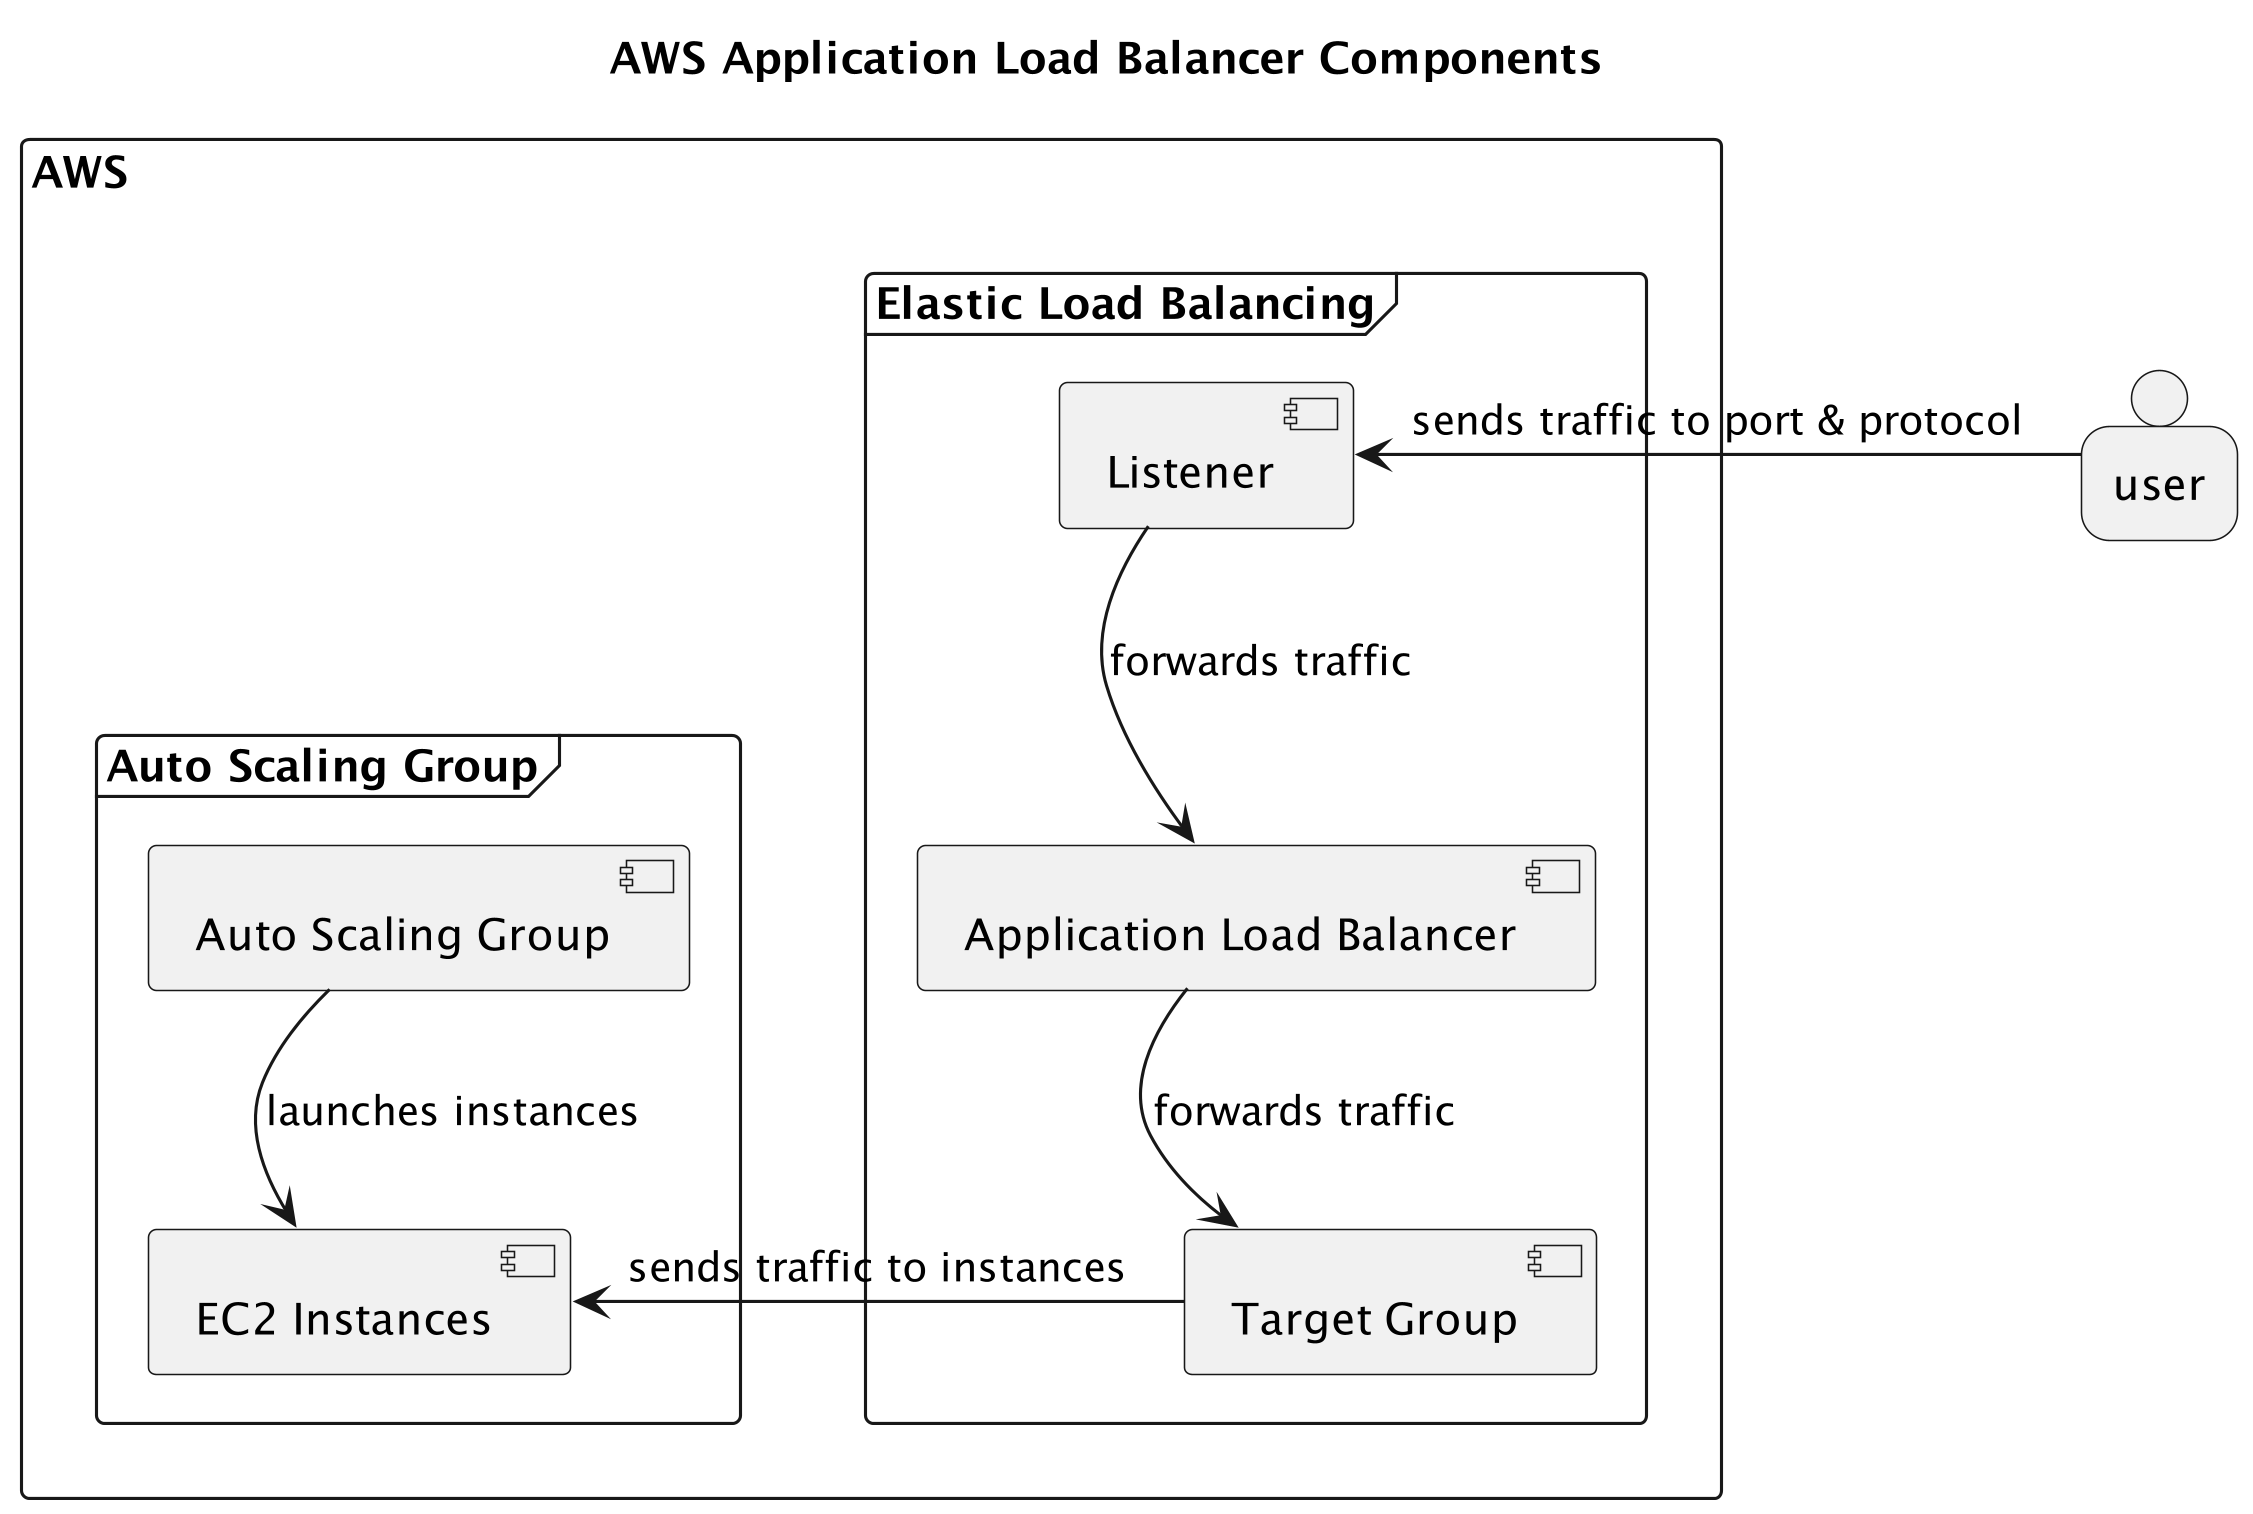 AWS Application Load Balancer Components
AWS
Elastic Load Balancing
Listener
sends traffic to port & protocol
user
forwards traffic
Auto Scaling Group
Auto Scaling Group
Application Load Balancer
launches instances
forwards traffic
EC2 Instances
sends traffic to instances
Target Group